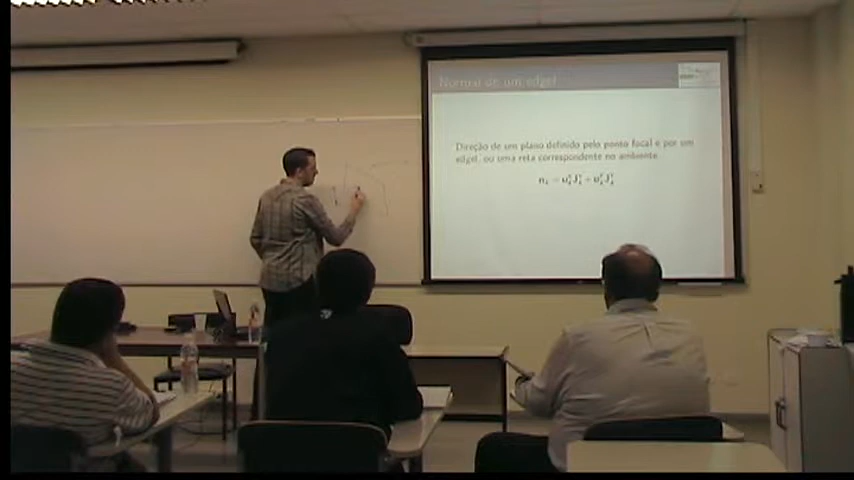 Normal de um edgel
Direção de um plano definido pelo ponto focal e por um
edgel, ou uma reta correspondente no ambiente.